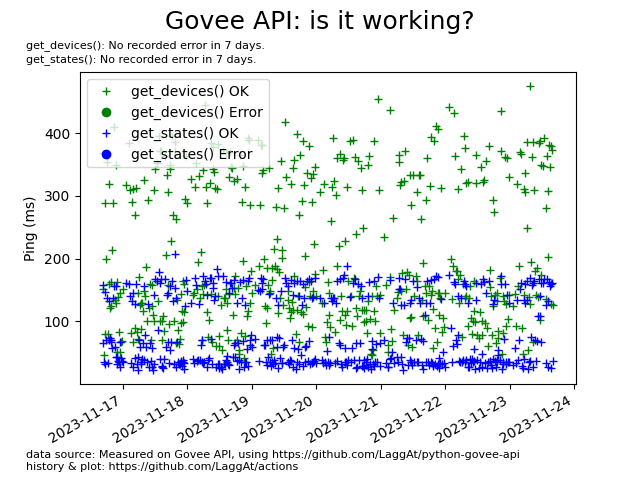 Govee API: is it working?
get_devices(): No recorded error in 7 days.
get_states(): No recorded error in 7 days.
get_devices() OK
get_devices() Error
get_states() OK
get_states() Error
400
300
200
100
Ping (ms)
2023-11-17
2023-11-18
2023-11-19
2023-11-20
2023-11-21
2023-11-22
2023-11-23
2023-11-24
data source: Measured on Govee API, using https://github.com/LaggAt/python-govee-api
history & plot: https://github.com/LaggAt/actions